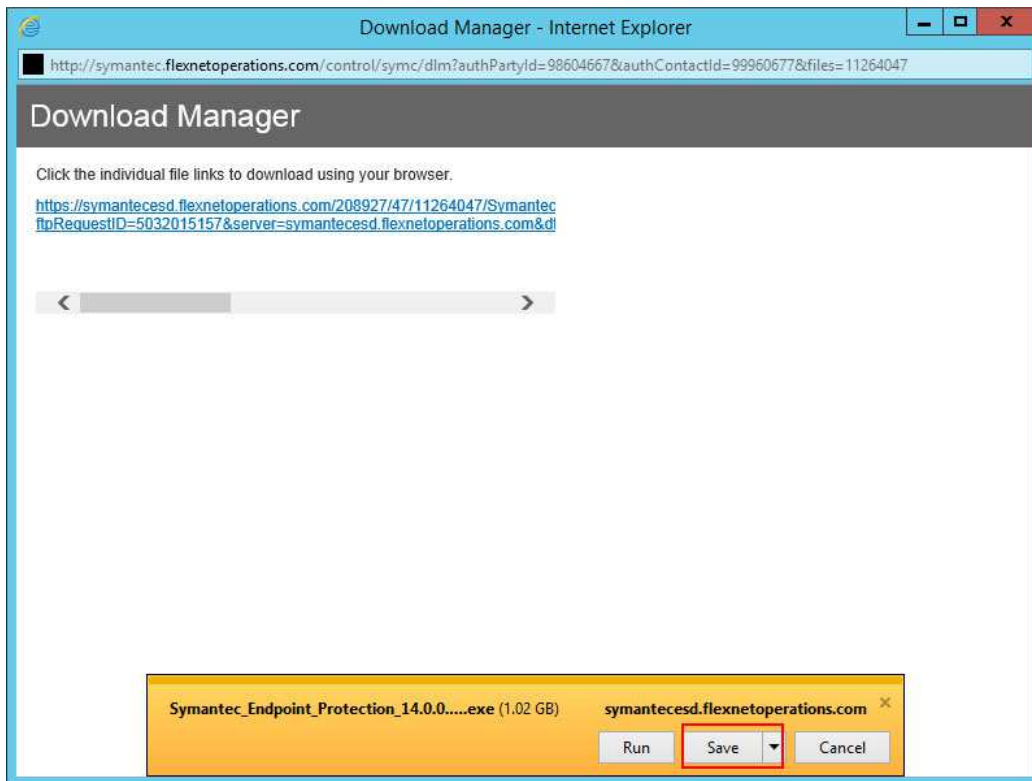 Download Manager - Internet Explorer
http://symantec.flexnetoperations.com/control/symc/dlm?authPartyId=98604667&authContactId=99960677&files=11264047
Download Manager
Click the individual file links to download using your browser.
https://symantecesd.flexnetoperations.com/208927/47/11264047/Symantec
ftpRequestID=5032015157&server=symantecesd.flexnetoperations.com&dt
Symantec_Endpoint_Protection_14.0.0.....exe (1.02 GB) symantecesd.flexnetoperations.com
Run Save Cancel